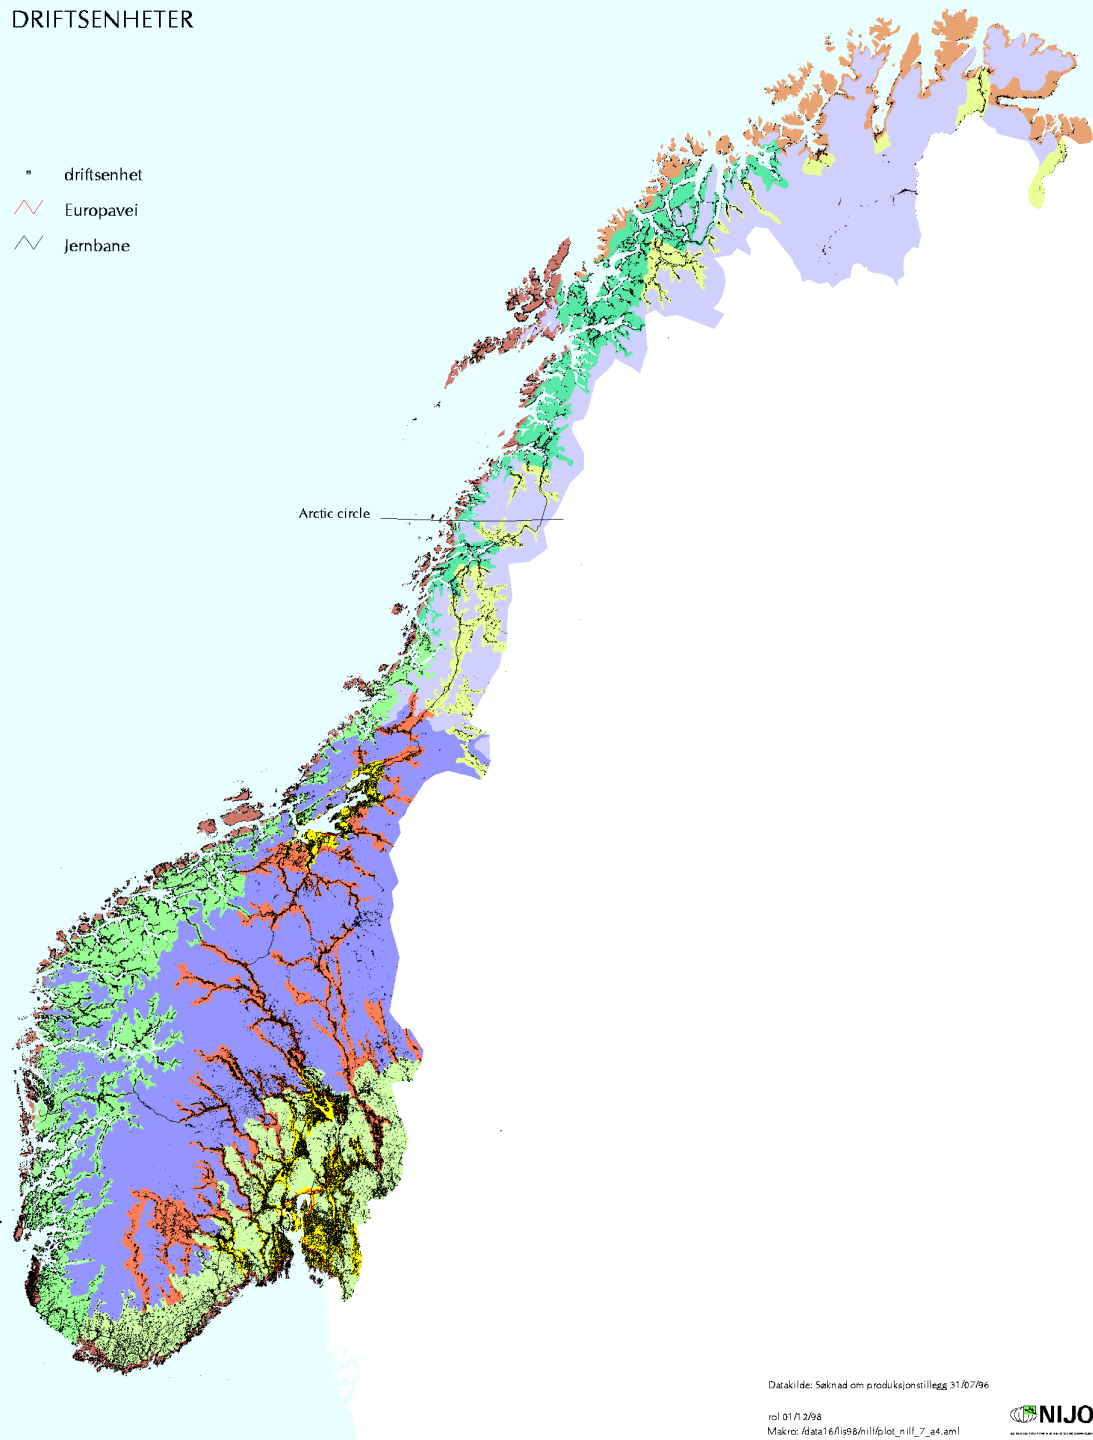 DRIFTSENHETER
driftsenhet
Europavei
Jernbane
Arctic circle
Datakilde: Søknad om produksjonstillegg 31/07/96
rol 01/12/98
Makro: /data16/lis98/nilf/plot_nilf_7_a4.aml
NIJO